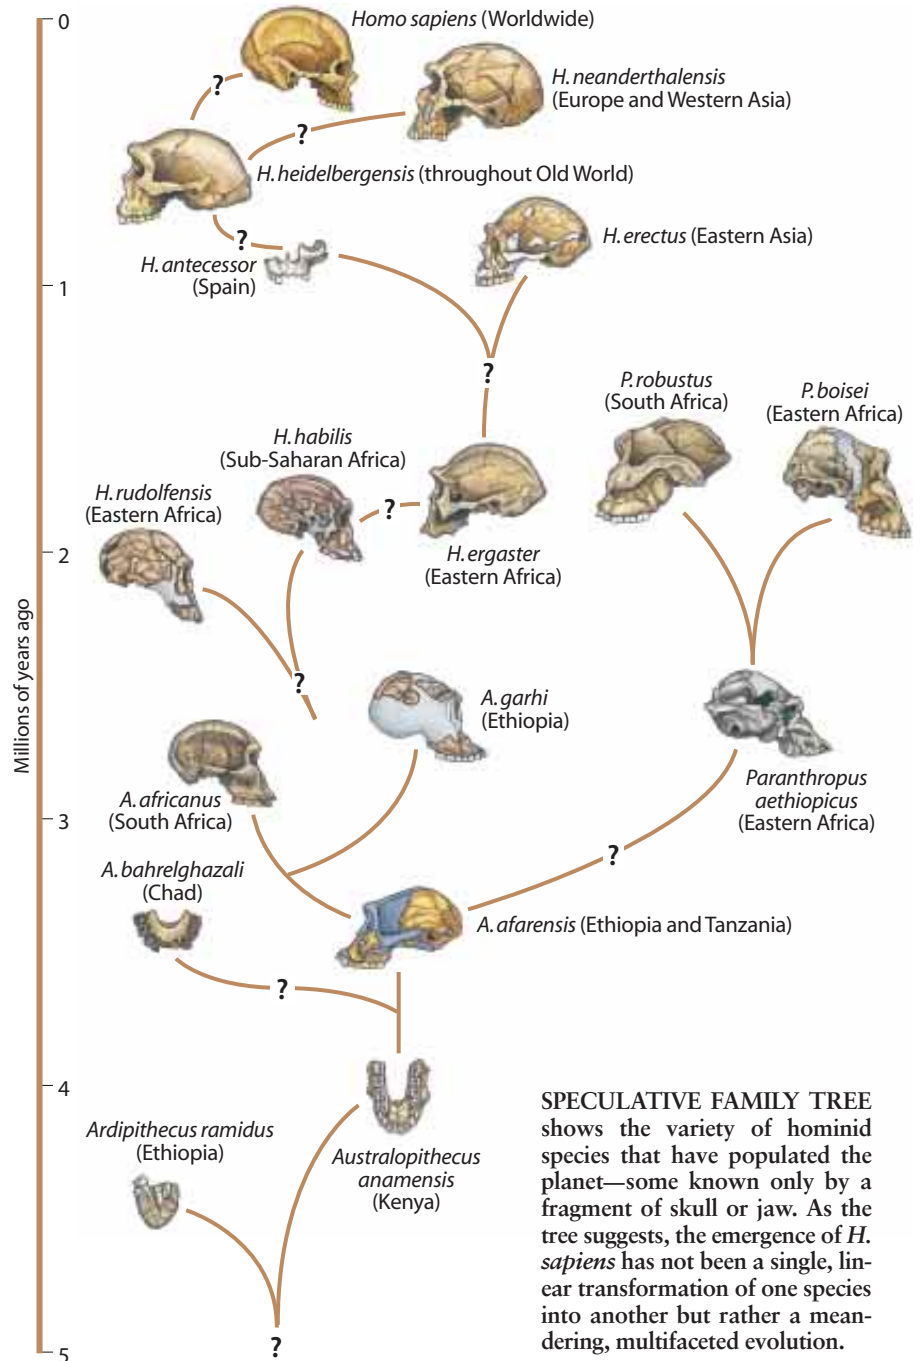 0
Homo sapiens (Worldwide)
?
H. neanderthalensis
(Europe and Western Asia)
?
H. heidelbergensis (throughout Old World)
?
H. antecessor
(Spain)
H. erectus (Eastern Asia)
1
?
P. robustus
(South Africa)
P. boisei
(Eastern Africa)
H. habilis
(Sub-Saharan Africa)
H. rudolfensis
(Eastern Africa)
?
H. ergaster
(Eastern Africa)
2
Millions of years ago
?
A. garhi
(Ethiopia)
A. africanus
(South Africa)
Paranthropus
aethiopicus
(Eastern Africa)
3
?
A. bahrelghazali
(Chad)
A. afarensis (Ethiopia and Tanzania)
?
4
Ardipithecus ramidus
(Ethiopia)
Australopithecus
anamensis
(Kenya)
?
5
SPECULATIVE FAMILY TREE
shows the variety of hominid
species that have populated the
planet—some known only by a
fragment of skull or jaw. As the
tree suggests, the emergence of H.
sapiens has not been a single, lin-
ear transformation of one species
into another but rather a mean-
dering, multifaceted evolution.